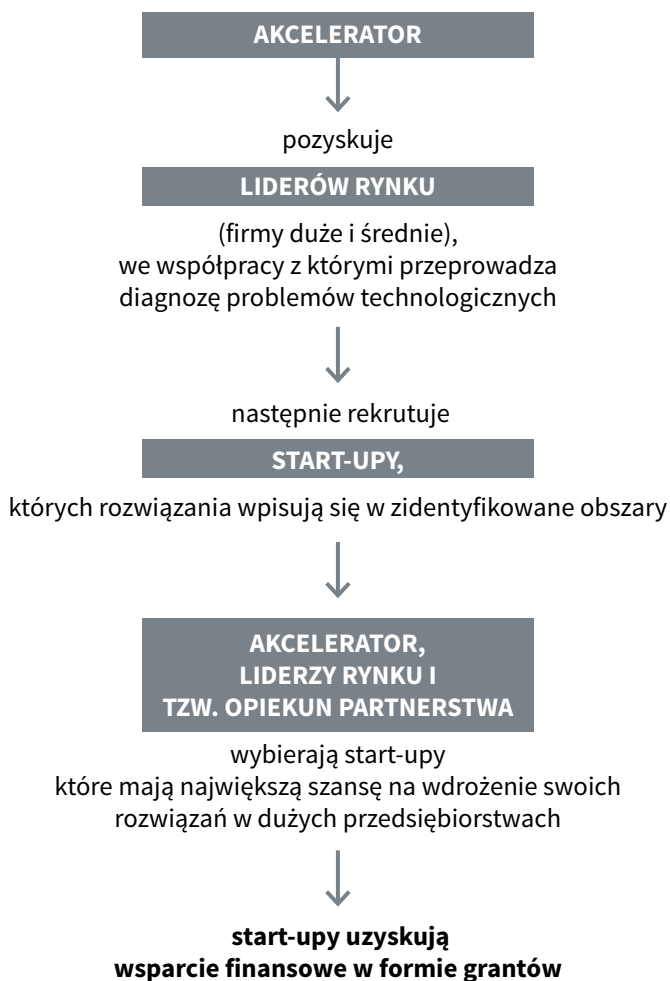 AKCELERATOR
pozyskuje
LIDERÓW RYNKU
(firmy duże i średnie),
we współpracy z którymi przeprowadza
diagnozę problemów technologicznych
następnie rekrutuje
START-UPY,
których rozwiązania wpisują się w zidentyfikowane obszary
AKCELERATOR,
LIDERZY RYNKU I
TZW. OPIEKUN PARTNERSTWA
wybierają start-upy
które mają największą szansę na wdrożenie swoich
rozwiązań w dużych przedsiębiorstwach
start-upy uzyskują
wsparcie finansowe w formie grantów